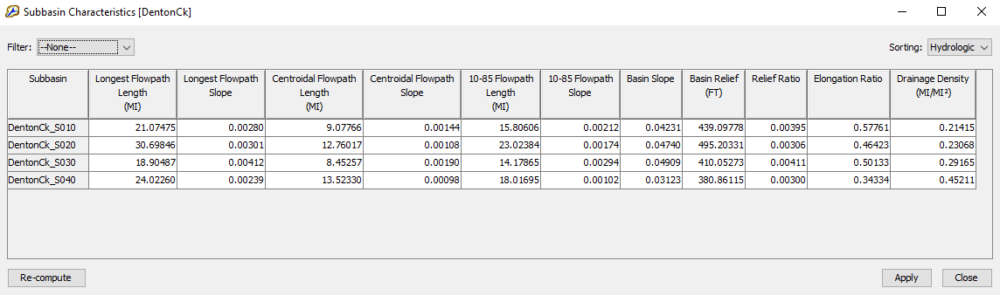 Subbasin Characteristics [DentonCk]
Filter: --None-- Sorting: Hydrologic
Subbasin Longest Flowpath Longest Flowpath Centroidal Flowpath Centroidal Flowpath 10-85 Flowpath 10-85 Flowpath Basin Slope Basin Relief Relief Ratio Elongation Ratio Drainage Density
Length Slope Length Slope Length Slope (FT) (MI/MI²)
(MI) (MI) (MI)
DentonCk_S010 21.07475 0.00280 9.07766 0.00144 15.80606 0.00212 0.04231 439.09778 0.00395 0.57761 0.21415
DentonCk_S020 30.69846 0.00301 12.76017 0.00108 23.02384 0.00174 0.04740 495.20331 0.00306 0.46423 0.23068
DentonCk_S030 18.90487 0.00412 8.45257 0.00190 14.17865 0.00294 0.04909 410.05273 0.00411 0.50133 0.29165
DentonCk_S040 24.02260 0.00239 13.52330 0.00098 18.01695 0.00102 0.03123 380.86115 0.00300 0.34334 0.45211
Re-compute Apply Close